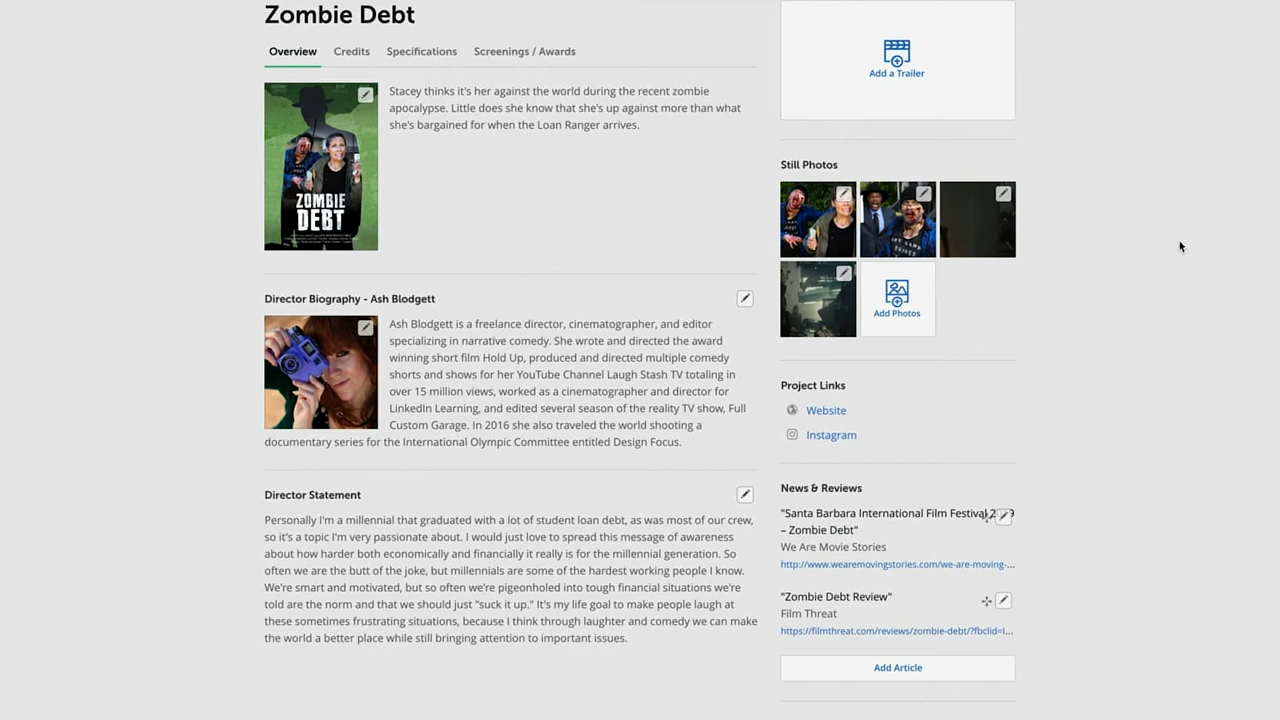 Zombie Debt
Overview
Credits
Specifications
Screenings / Awards
Stacey thinks it's her against the world during the recent zombie
apocalypse. Little does she know that she's up against more than what
she's bargained for when the Loan Ranger arrives.
ZOMBIE
DEBT
Director Biography - Ash Blodgett
Ash Blodgett is a freelance director, cinematographer, and editor
specializing in narrative comedy. She wrote and directed the award
winning short film Hold Up, produced and directed multiple comedy
shorts and shows for her YouTube Channel Laugh Stash TV totaling in
over 15 million views, worked as a cinematographer and director for
LinkedIn Learning, and edited several season of the reality TV show, Full
Custom Garage. In 2016 she also traveled the world shooting a
documentary series for the International Olympic Committee entitled Design Focus.
Director Statement
Personally I'm a millennial that graduated with a lot of student loan debt, as was most of our crew,
so it's a topic I'm very passionate about. I would just love to spread this message of awareness
about how harder both economically and financially it really is for the millennial generation. So
often we are the butt of the joke, but millennials are some of the hardest working people I know.
We're smart and motivated, but so often we're pigeonholed into tough financial situations we're
told are the norm and that we should just "suck it up." It's my life goal to make people laugh at
these sometimes frustrating situations, because I think through laughter and comedy we can make
the world a better place while still bringing attention to important issues.
Add a Trailer
Still Photos
Add Photos
Project Links
Website
Instagram
News & Reviews
"Santa Barbara International Film Festival
– Zombie Debt"
We Are Movie Stories
http://www.wearemovingstories.com/we-are-moving-...
"Zombie Debt Review"
Film Threat
https://filmthreat.com/reviews/zombie-debt/?fbclid=I...
Add Article